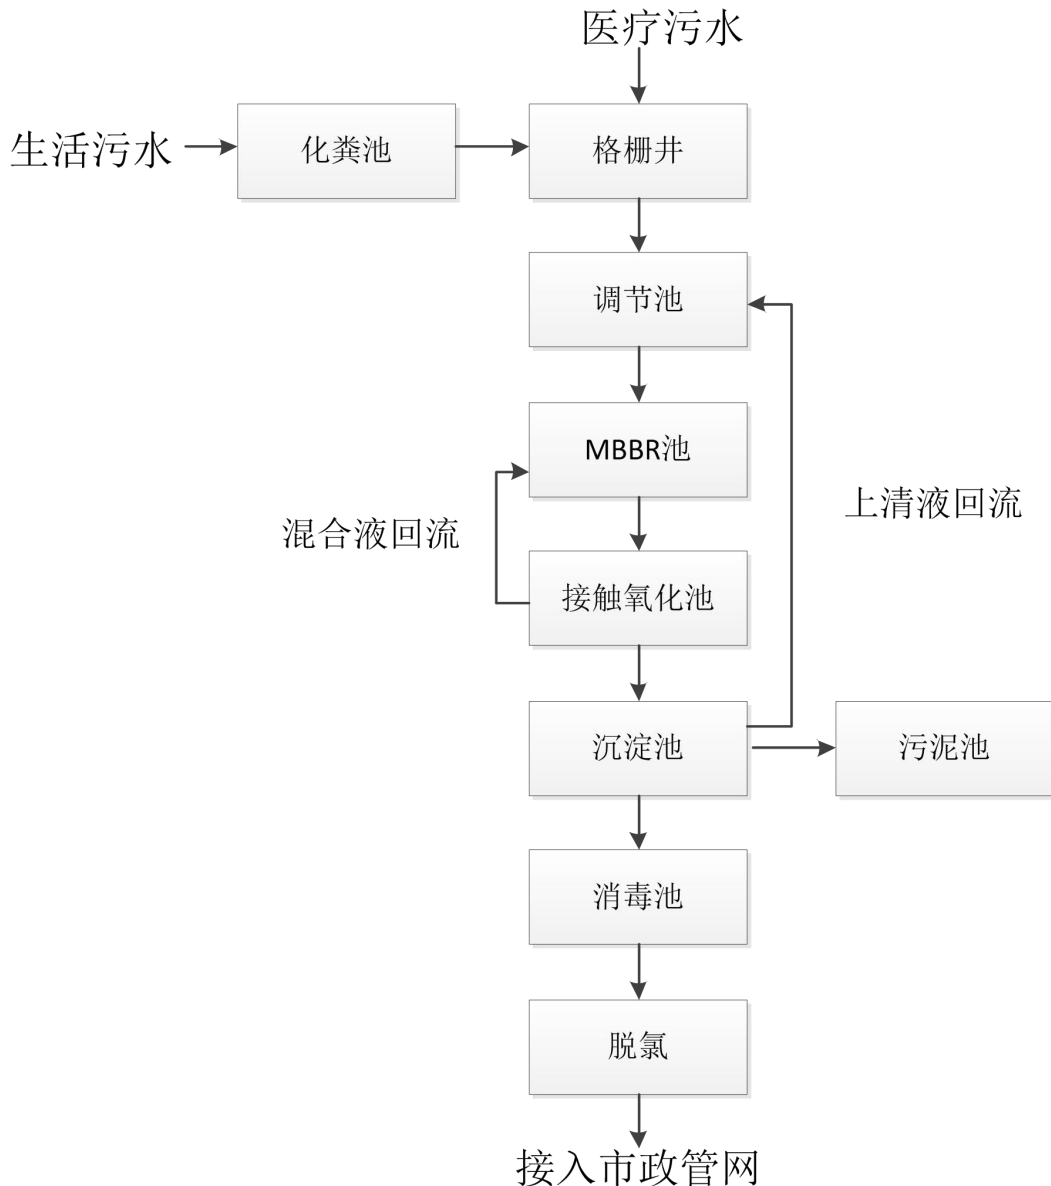 医疗污水
生活污水
化粪池
格栅井
调节池
MBBR池
上清液回流
混合液回流
接触氧化池
沉淀池
污泥池
消毒池
脱氯
接入市政管网